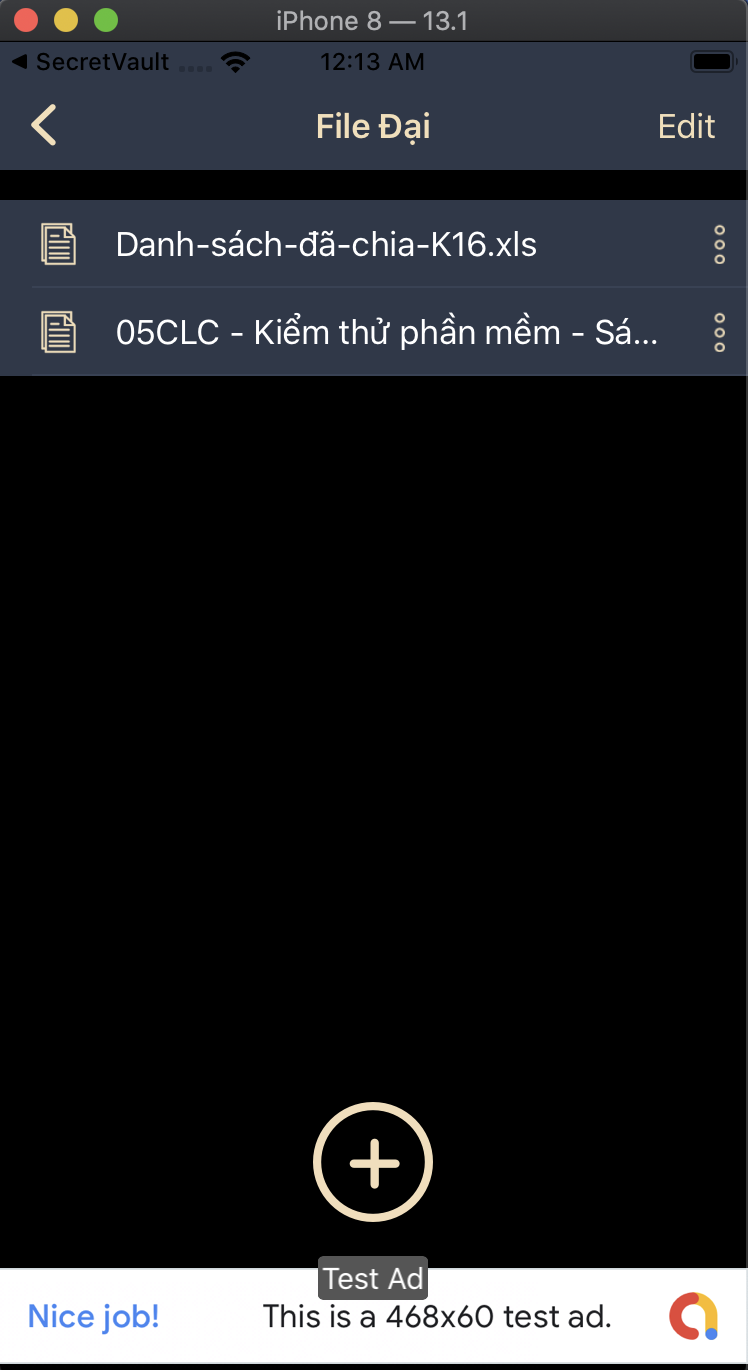 iPhone 8 — 13.1
SecretVault
12:13 AM
File Đại
Edit
Danh-sách-đã-chia-K16.xls
05CLC - Kiểm thử phần mềm - Sá...
Test Ad
Nice job!
This is a 468x60 test ad.